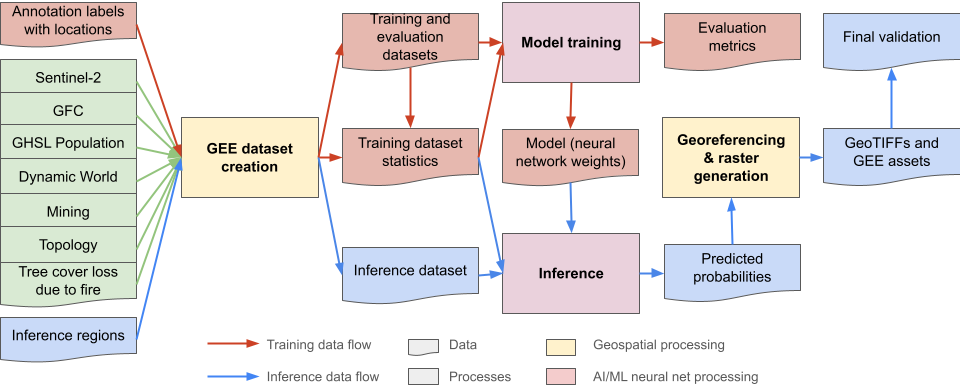 Annotation labels
with locations
Sentinel-2
GFC
GHSL Population
Dynamic World
Mining
Topology
Tree cover loss
due to fire
Inference regions
GEE dataset
creation
Training and
evaluation
datasets
Training dataset
statistics
Inference dataset
Model training
Model (neural
network weights)
Inference
Evaluation
metrics
Georeferencing
& raster
generation
Predicted
probabilities
Final validation
GeoTIFFs and
GEE assets
Training data flow
Data
Geospatial processing
Inference data flow
Processes
AI/ML neural net processing